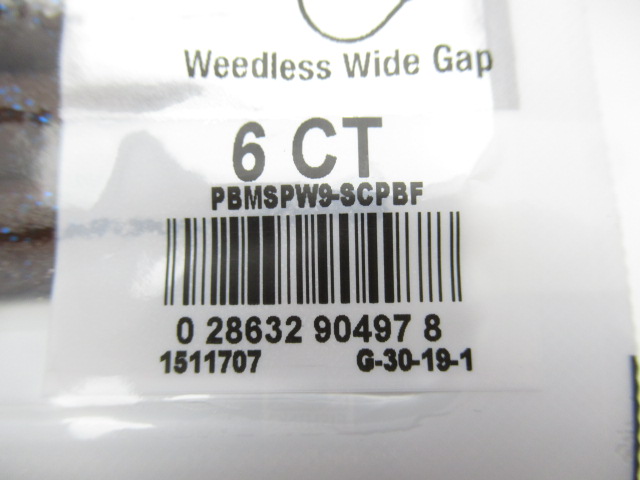 Weedless Wide Gap
6 CT
PBMSPW9-SCPBF
0 28632 90497 8
1511707 G-30-19-1